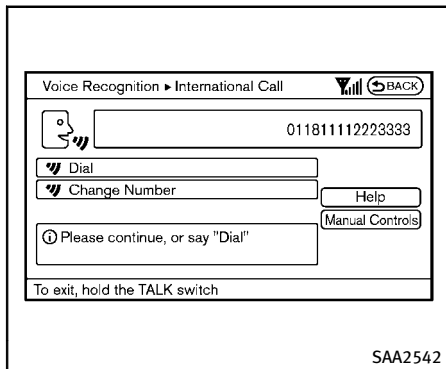 Voice Recognition ▸ International Call BACK
011811112223333
Dial
Change Number
Help
Manual Controls
Please continue, or say "Dial"
To exit, hold the TALK switch
SAA2542